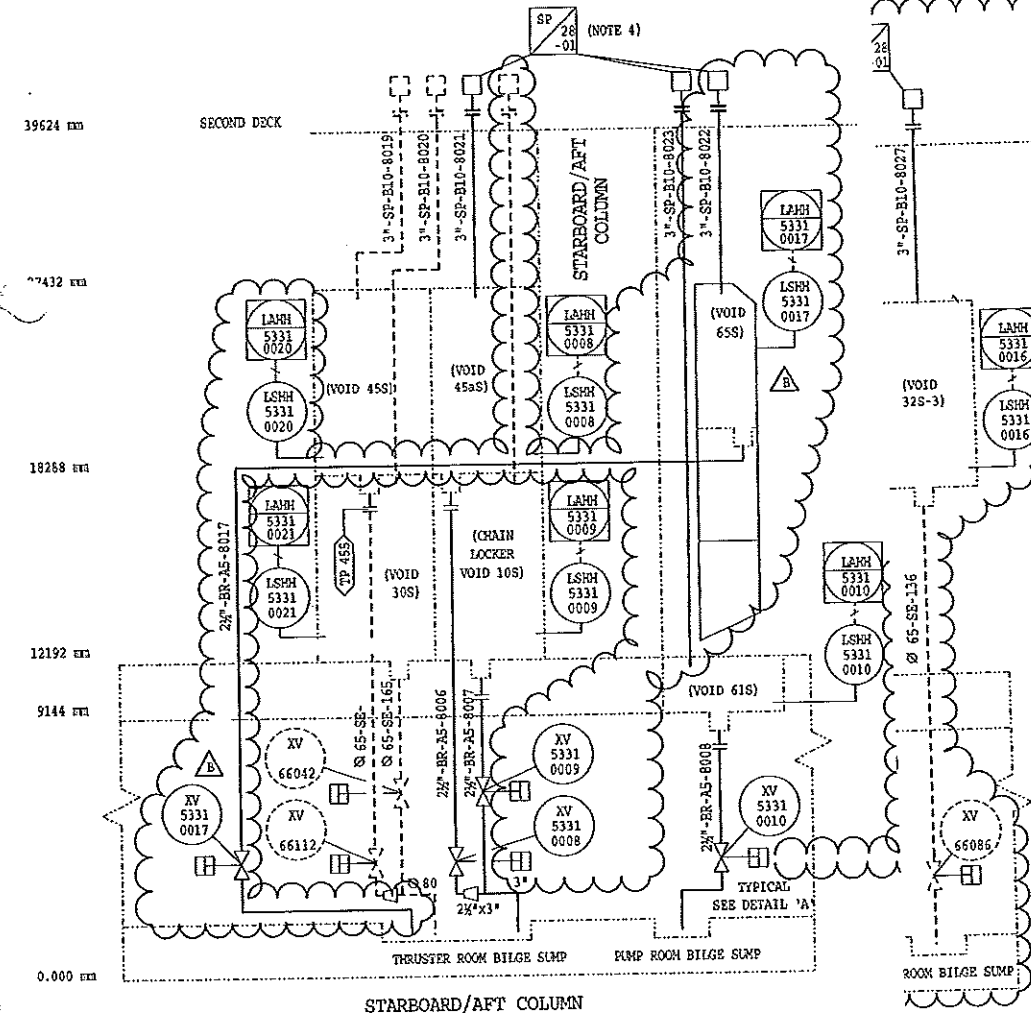 SP
28
-01
(NOTE 4)
28
-01
39624 mm
SECOND DECK
3"-SP-B10-8019
3"-SP-B10-8020
3"-SP-B10-8021
STARBOARD/AFT
COLUMN
3"-SP-B10-8023
3"-SP-B10-8022
3"-SP-B10-8027
LAHH
5331
0017
LSHH
5331
0017
7432 mm
LAHH
5331
0020
LSHH
5331
0020
(VOID 45S)
(VOID
45aS)
LAHH
5331
0008
LSHH
5331
0008
(VOID
65S)
B
(VOID
32S-3)
LAHH
5331
0016
LSHH
5331
0016
18268 mm
2½"-BR-A5-8017
LAHH
5331
0021
LSHH
5331
0021
TP 45S
(VOID
30S)
(CHAIN
LOCKER
VOID 10S)
LAHH
5331
0009
LSHH
5331
0009
LAHH
5331
0010
LSHH
5331
0010
Ø 65-SE-136
12192 mm
9144 mm
(VOID 61S)
Ø 65-SE-
Ø 65-SE-165
2½"-BR-A5-8006
2½"-BR-A5-8007
2½"-BR-A5-8008
B
XV
5331
0017
XV
66042
XV
66112
XV
5331
0009
XV
5331
0008
XV
5331
0010
XV
66086
Ø 80
2½"x3"
3"
TYPICAL
SEE DETAIL 'A'
THRUSTER ROOM BILGE SUMP
PUMP ROOM BILGE SUMP
ROOM BILGE SUMP
0.000 mm
STARBOARD/AFT COLUMN